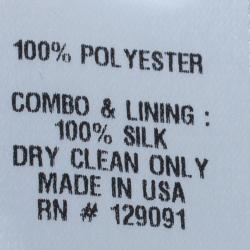 100% POLYESTER
COMBO & LINING :
100% SILK
DRY CLEAN ONLY
MADE IN USA
RN # 129091